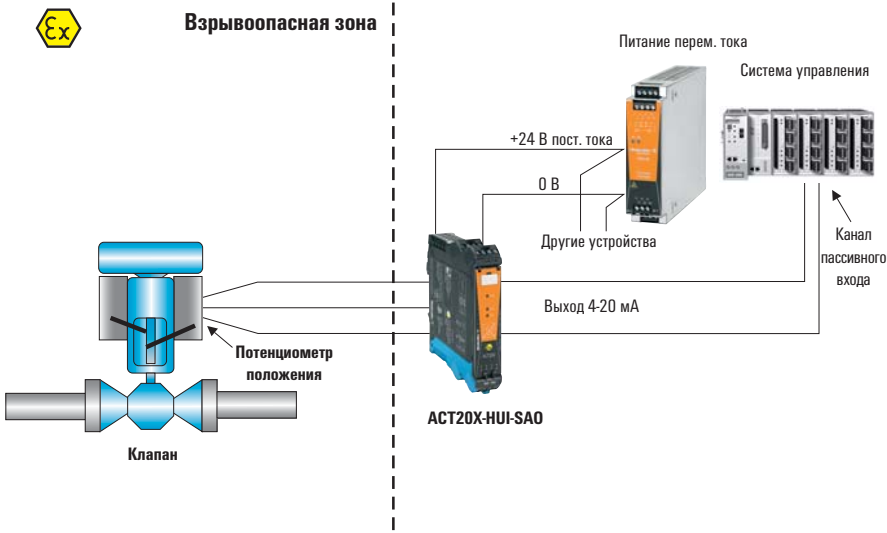 Взрывоопасная зона
Питание перем. тока
Система управления
+24 В пост. тока
0 В
Другие устройства
Канал
пассивного
входа
Выход 4-20 мА
Потенциометр
положения
ACT20X-HUI-SAO
Клапан